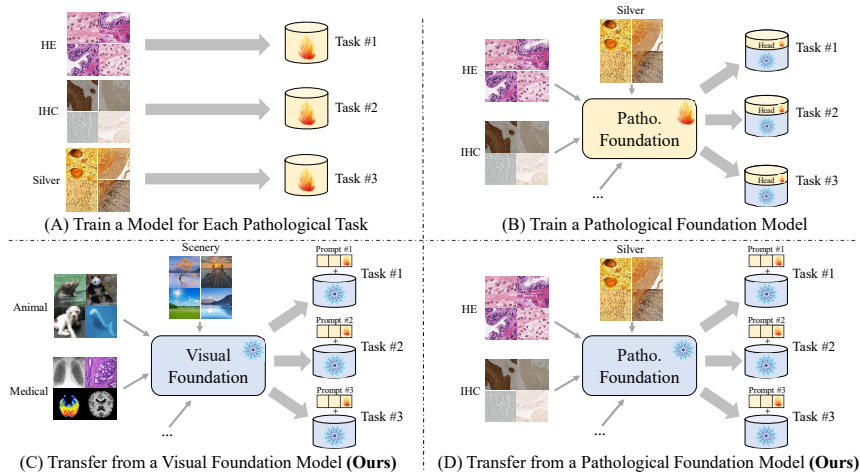 HE
Task #1
IHC
Task #2
Silver
Task #3
(A) Train a Model for Each Pathological Task
Silver
HE
IHC
...
Patho.
Foundation
Head
Task #1
Head
Task #2
Head
Task #3
(B) Train a Pathological Foundation Model
Scenery
Animal
Medical
...
Visual
Foundation
Prompt #1
+
Task #1
Prompt #2
+
Task #2
Prompt #3
+
Task #3
(C) Transfer from a Visual Foundation Model (Ours)
Silver
HE
IHC
...
Patho.
Foundation
Prompt #1
+
Task #1
Prompt #2
+
Task #2
Prompt #3
+
Task #3
(D) Transfer from a Pathological Foundation Model (Ours)